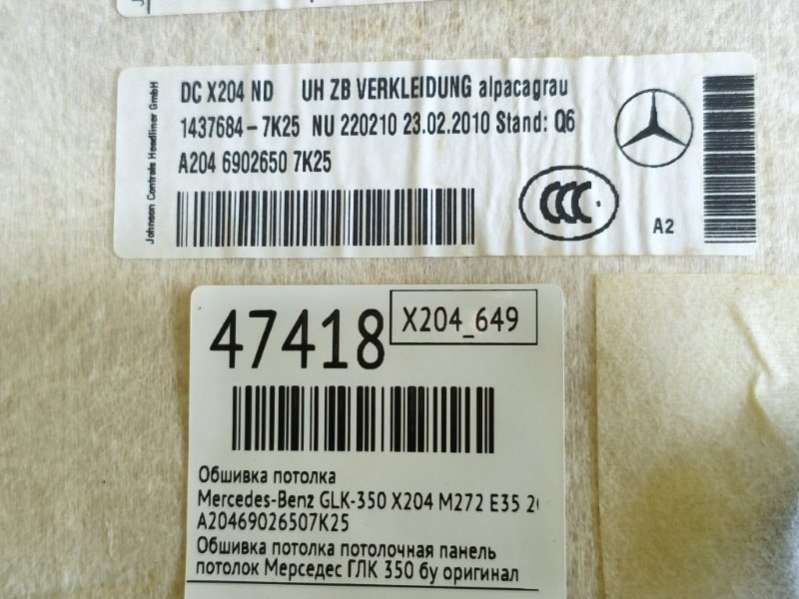 Johnson Controls Headliner GmbH
DC X204 ND UH ZB VERKLEIDUNG alpacagrau
1437684-7K25 NU 220210 23.02.2010 Stand: Q6
A204 6902650 7K25
CCC
A2
47418
X204_649
Обшивка потолка
Mercedes-Benz GLK-350 X204 M272 E35
A20469026507K25
Обшивка потолка потолочная панель
потолок Мерседес ГЛК 350 бу оригинал